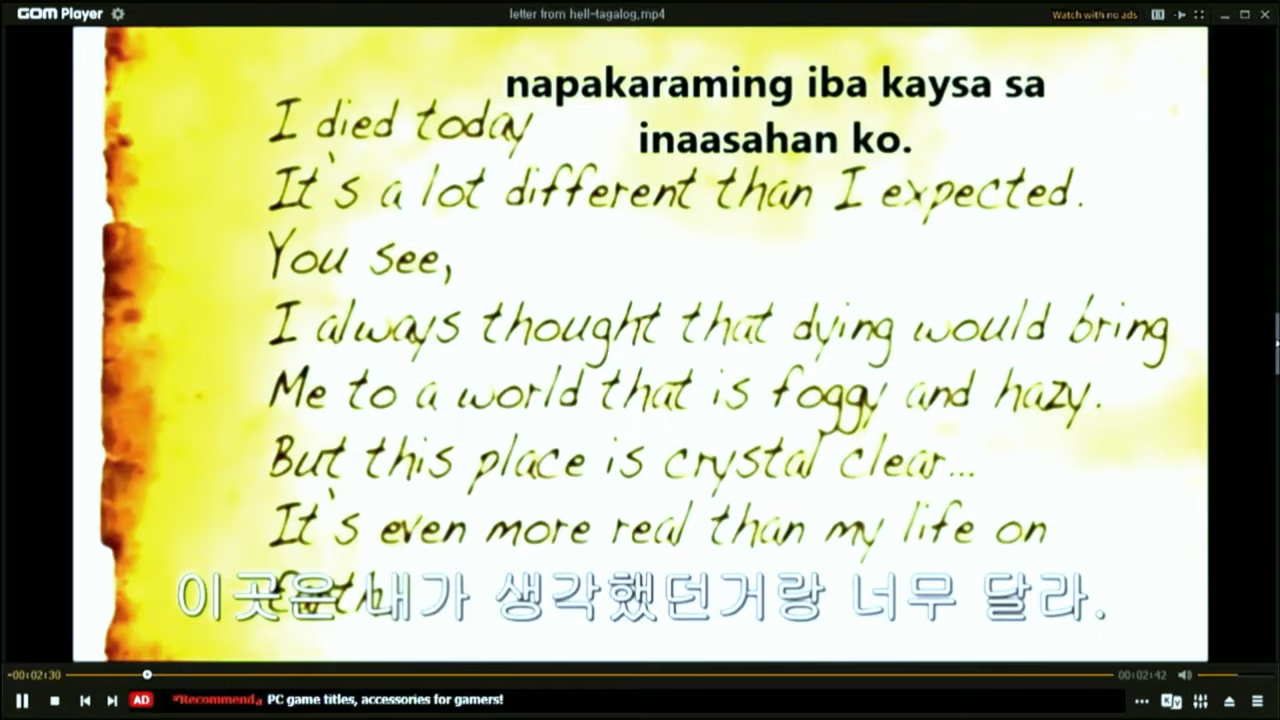 GOM Player
letter from hell-tagalog.mp4
Watch with no ads
napakaraming iba kaysa sa
inaasahan ko.
I died today
It's a lot different than I expected.
You see,
I always thought that dying would bring
Me to a world that is foggy and hazy.
But this place is crystal clear...
It's even more real than my life on
Earth.
이곳은 내가 생각했던거랑 너무 달라.
-00:02:30
00:02:42
AD
*Recommend
PC game titles, accessories for gamers!